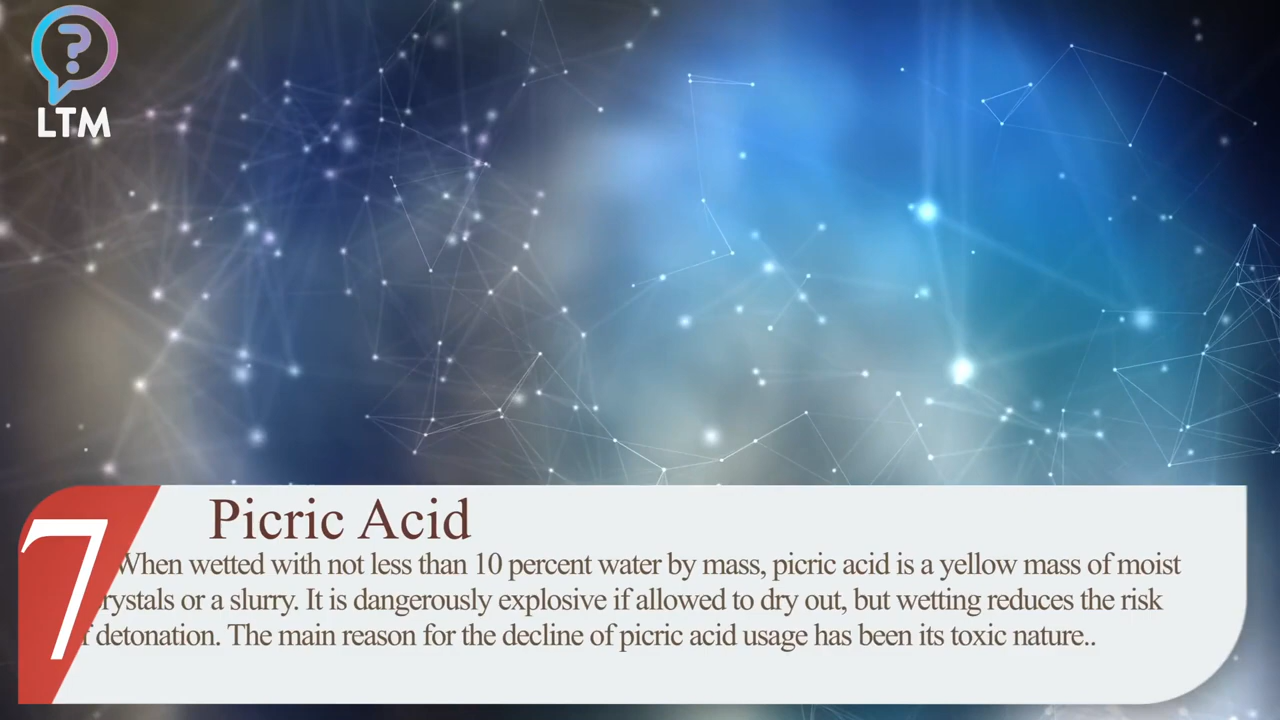 ?
LTM
7
Picric Acid
When wetted with not less than 10 percent water by mass, picric acid is a yellow mass of moist
rystals or a slurry. It is dangerously explosive if allowed to dry out, but wetting reduces the risk
f detonation. The main reason for the decline of picric acid usage has been its toxic nature..